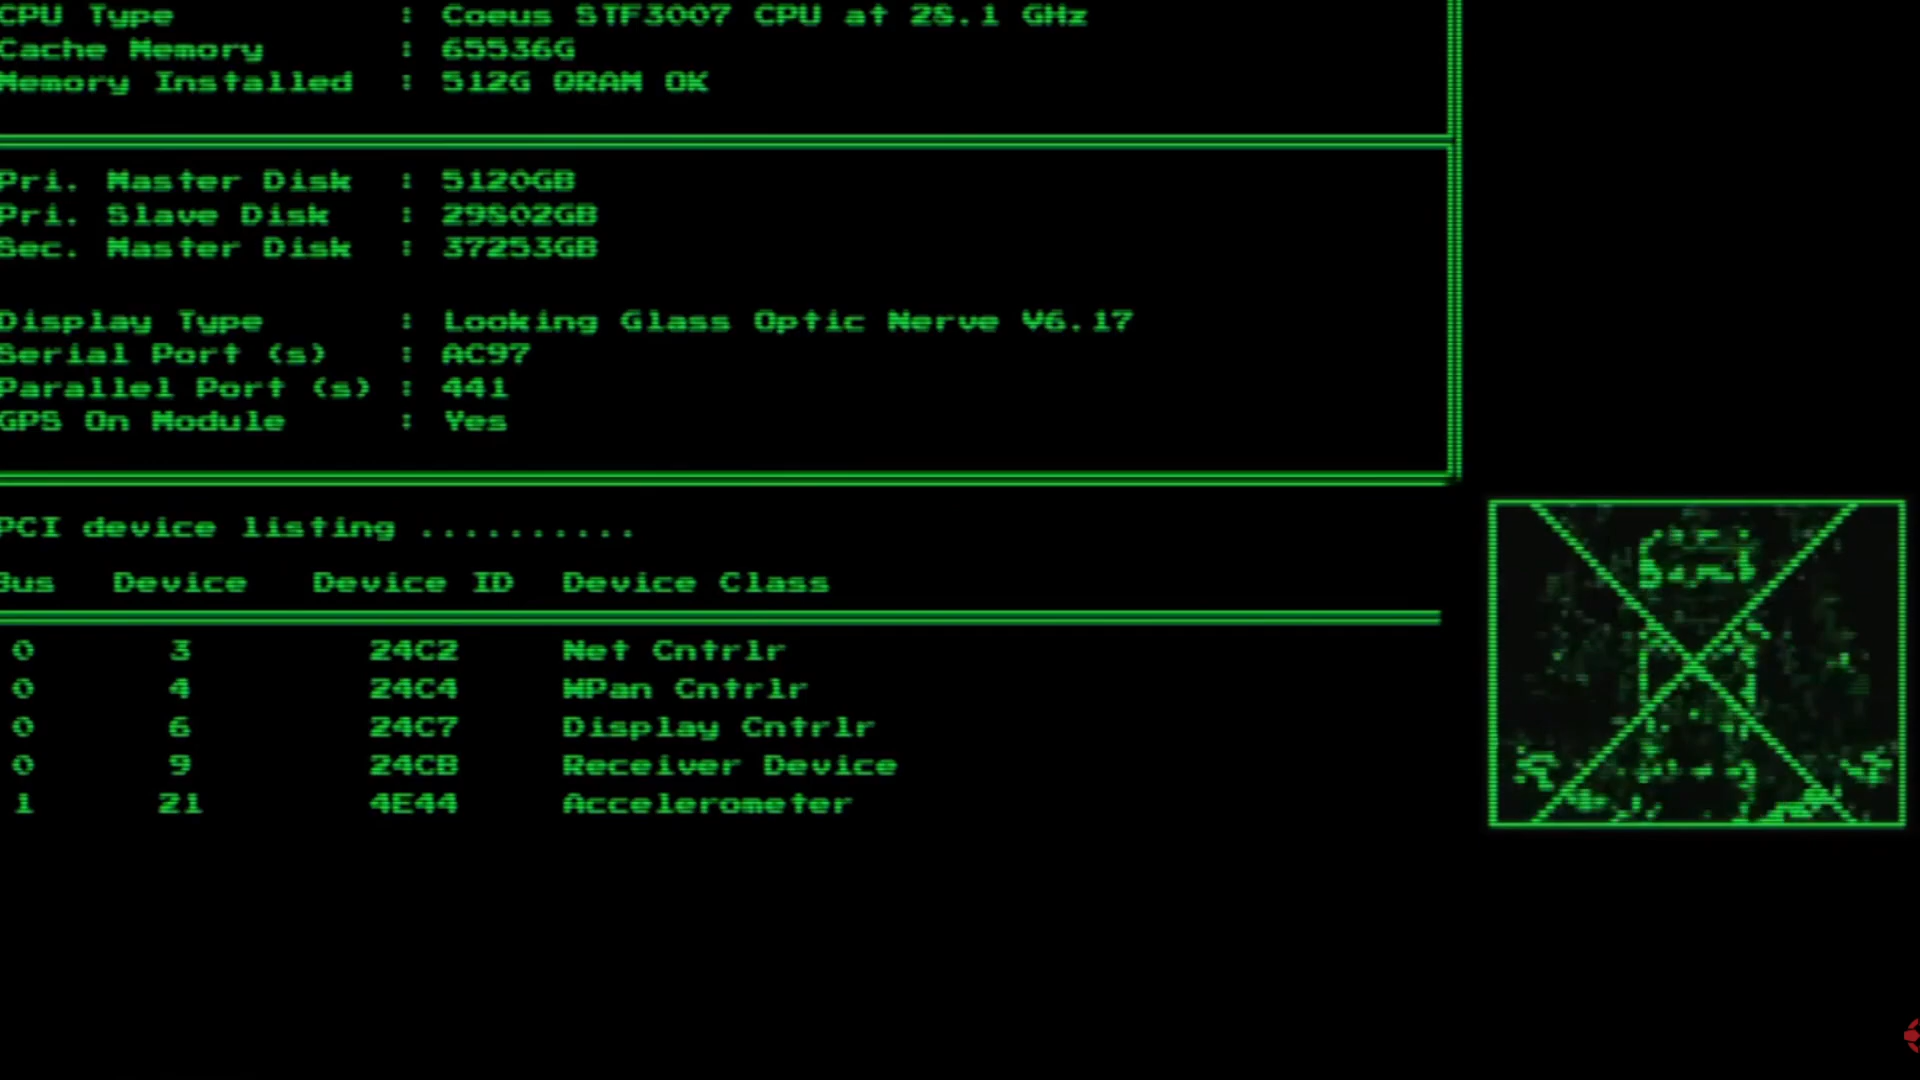 CPU Type : Coeus STF3007 CPU at 28.1 GHz
Cache Memory : 65536G
Memory Installed : 512G ORAM OK
Pri. Master Disk : 5120GB
Pri. Slave Disk : 29802GB
Sec. Master Disk : 37253GB
Display Type : Looking Glass Optic Nerve V6.17
Serial Port (s) : AC97
Parallel Port (s) : 441
GPS On Module : Yes
PCI device listing ..........
Bus Device Device ID Device Class
0 3 24C2 Net Cntrlr
0 4 24C4 WPan Cntrlr
0 6 24C7 Display Cntrlr
0 9 24CB Receiver Device
1 21 4E44 Accelerometer